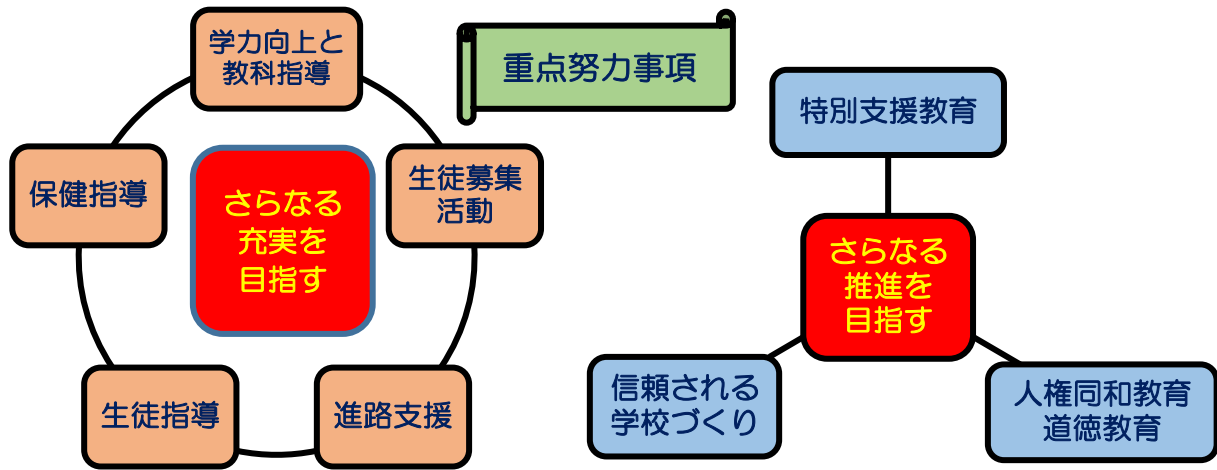 重点努力事項
学力向上と
教科指導
生徒募集
活動
進路支援
生徒指導
保健指導
さらなる
充実を
目指す
特別支援教育
さらなる
推進を
目指す
信頼される
学校づくり
人権同和教育
道徳教育